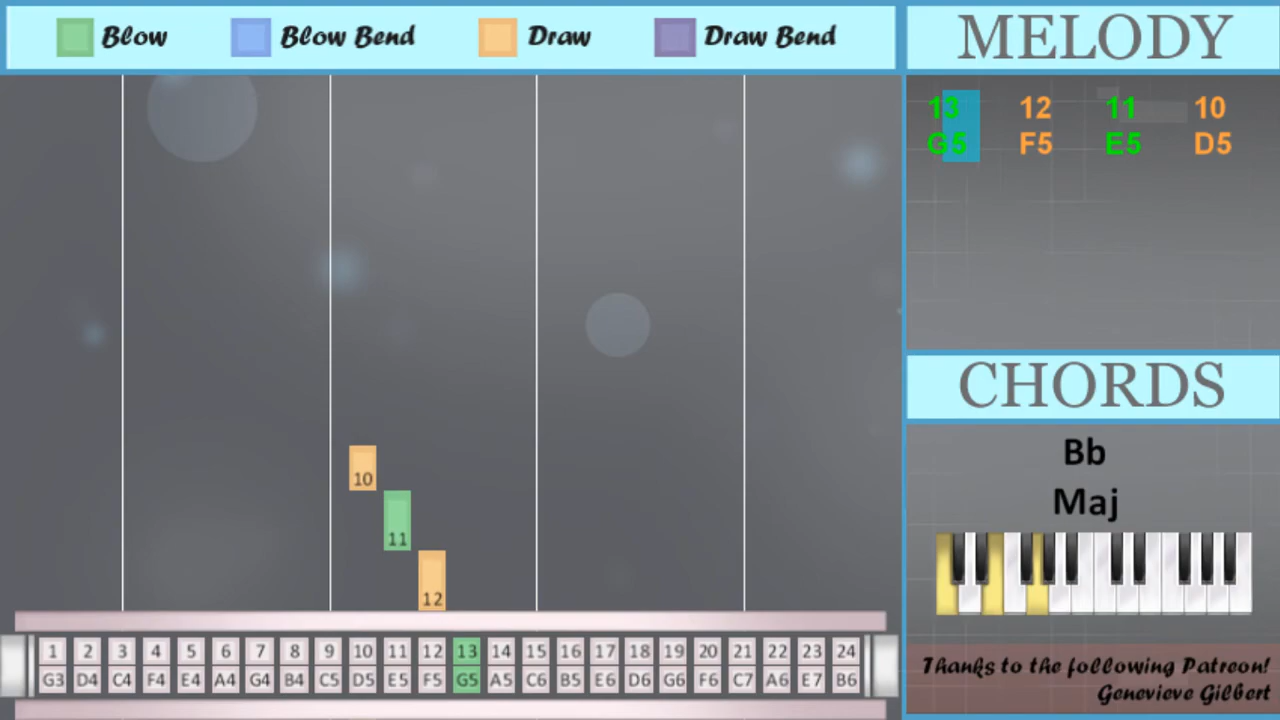 Blow Blow Bend Draw Draw Bend
MELODY
13 12 11 10
G5 F5 E5 D5
CHORDS
Bb
Maj
10
11
12
1 2 3 4 5 6 7 8 9 10 11 12 13 14 15 16 17 18 19 20 21 22 23 24
G3 D4 C4 F4 E4 A4 G4 B4 C5 D5 E5 F5 G5 A5 C6 B5 E6 D6 G6 F6 C7 A6 E7 B6
Thanks to the following Patreon!
Genevieve Gilbert